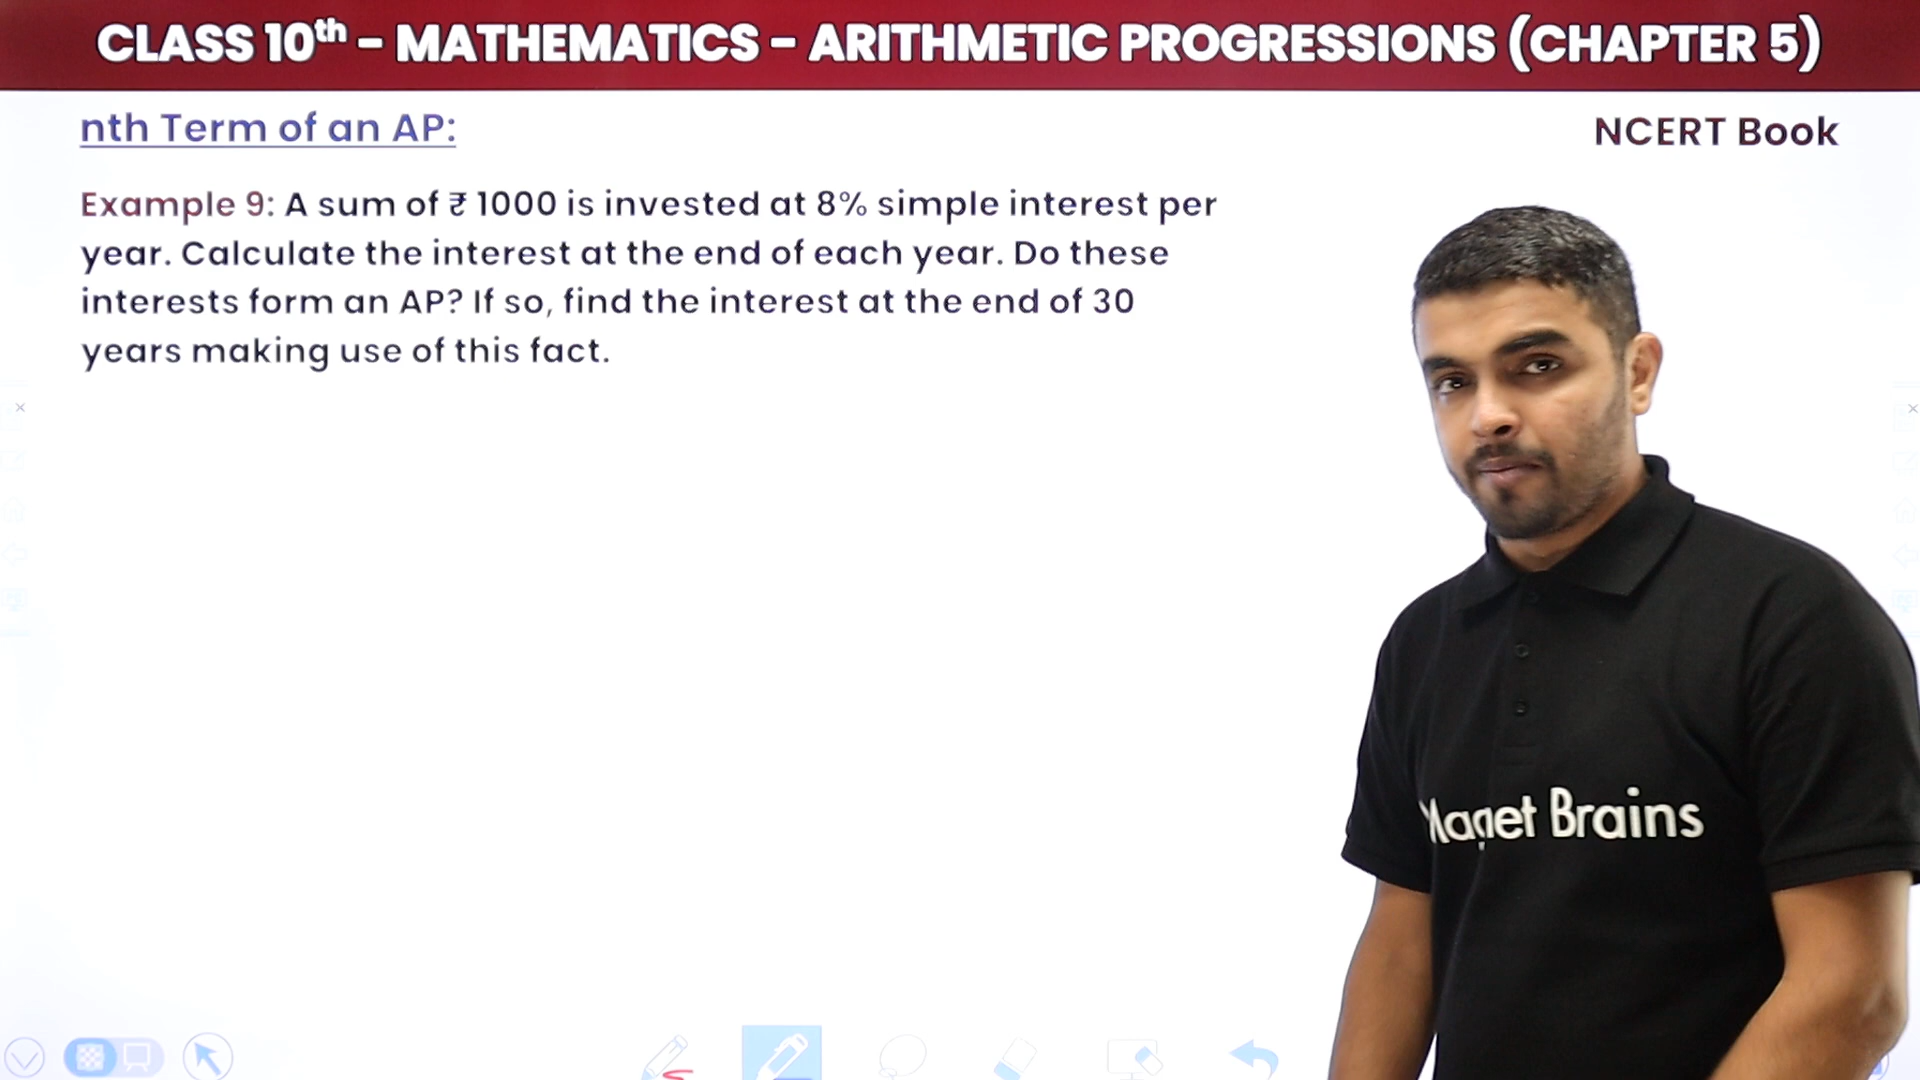 CLASS 10th - MATHEMATICS - ARITHMETIC PROGRESSIONS (CHAPTER 5)
nth Term of an AP:
NCERT Book
Example 9: A sum of ₹ 1000 is invested at 8% simple interest per
year. Calculate the interest at the end of each year. Do these
interests form an AP? If so, find the interest at the end of 30
years making use of this fact.
Magnet Brains